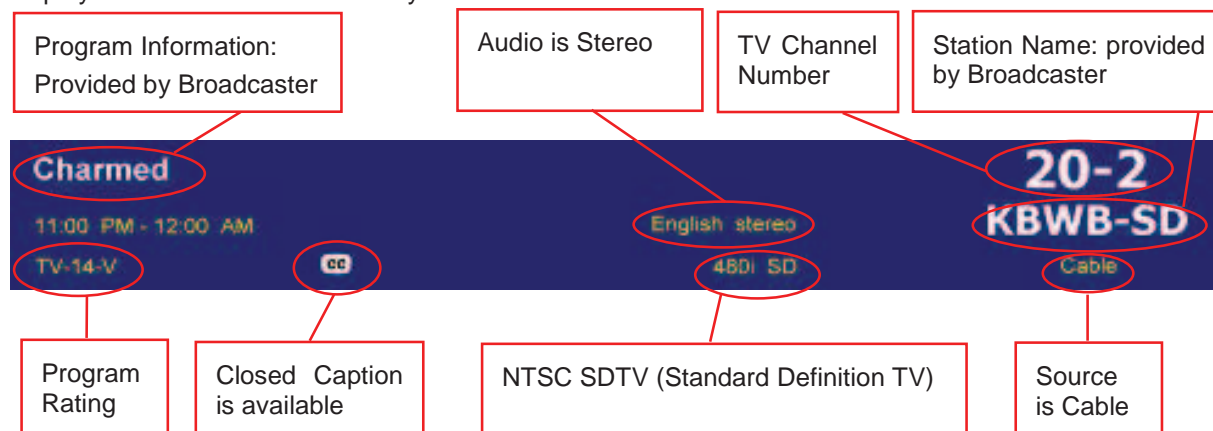 Program Information:
Provided by Broadcaster
Audio is Stereo
TV Channel
Number
Station Name: provided
by Broadcaster
Charmed
20-2
11:00 PM - 12:00 AM
English stereo
KBWB-SD
TV-14-V
CC
480i SD
Cable
Program
Rating
Closed Caption
is available
NTSC SDTV (Standard Definition TV)
Source
is Cable